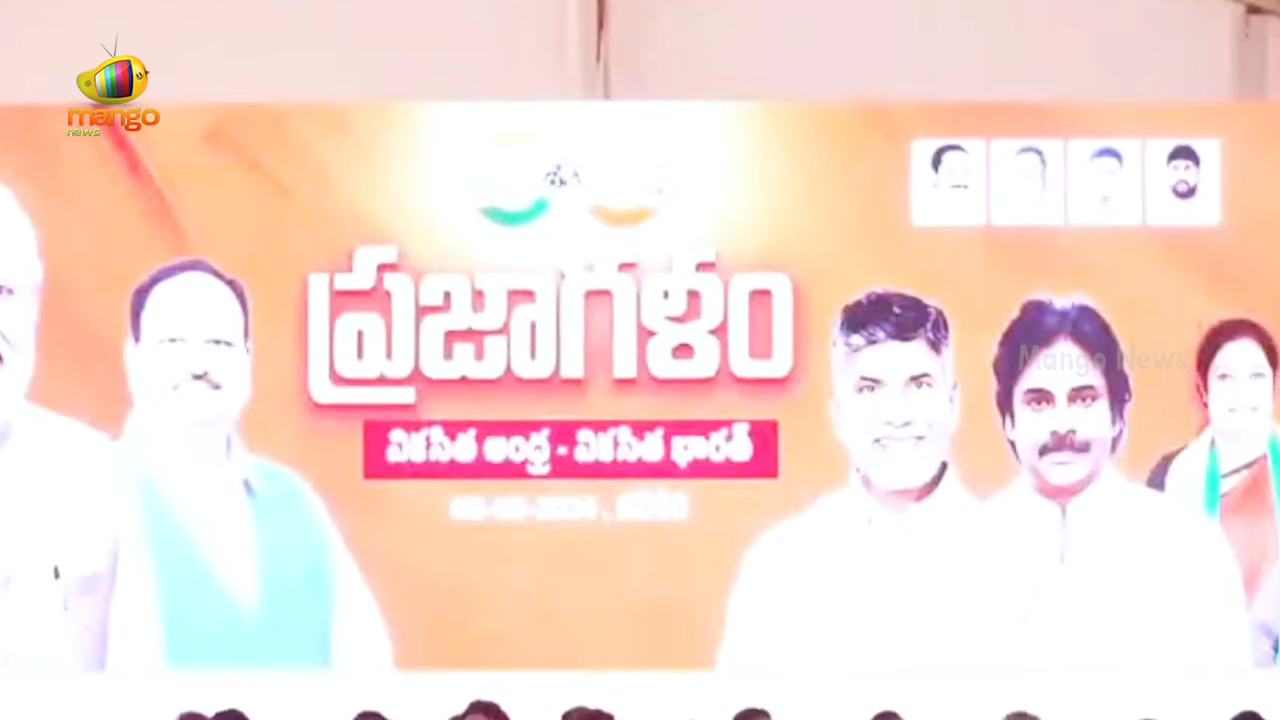 mango
news
ప్రజాగళం
Mango News
వికసిత ఆంధ్ర - వికసిత భారత్